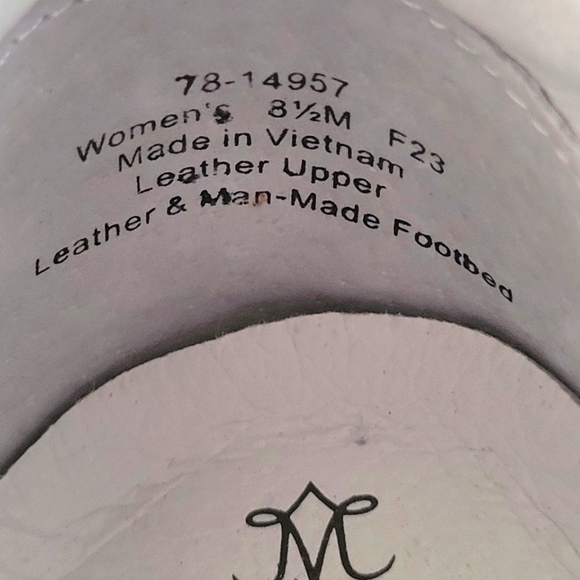 78-14957
Women's 8½M F23
Made in Vietnam
Leather Upper
Leather & Man-Made Footbed
M